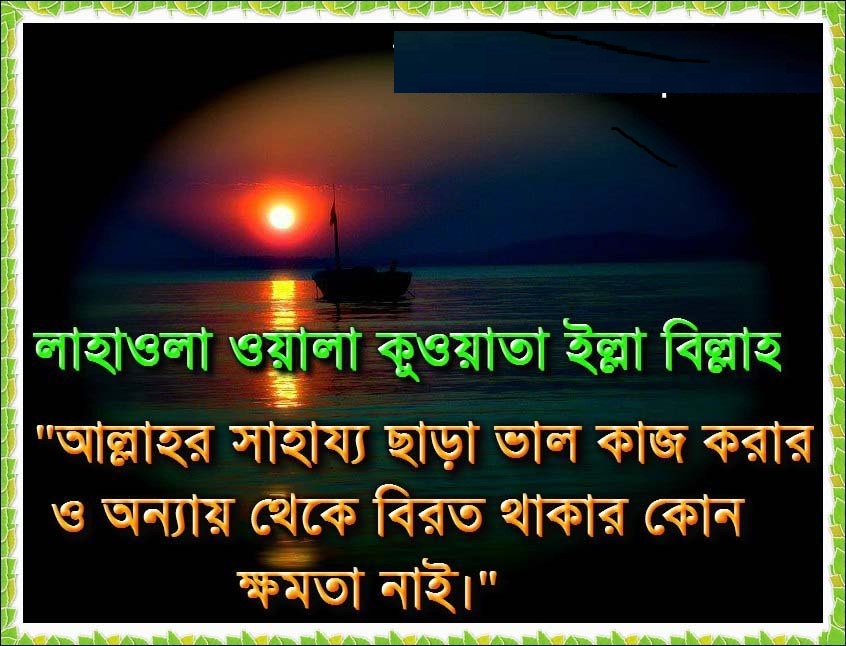 লাহাওলা ওয়ালা কূওয়াতা ইল্লা বিল্লাহ
"আল্লাহর সাহায্য ছাড়া ভাল কাজ করার
ও অন্যায় থেকে বিরত থাকার কোন
ক্ষমতা নাই।"